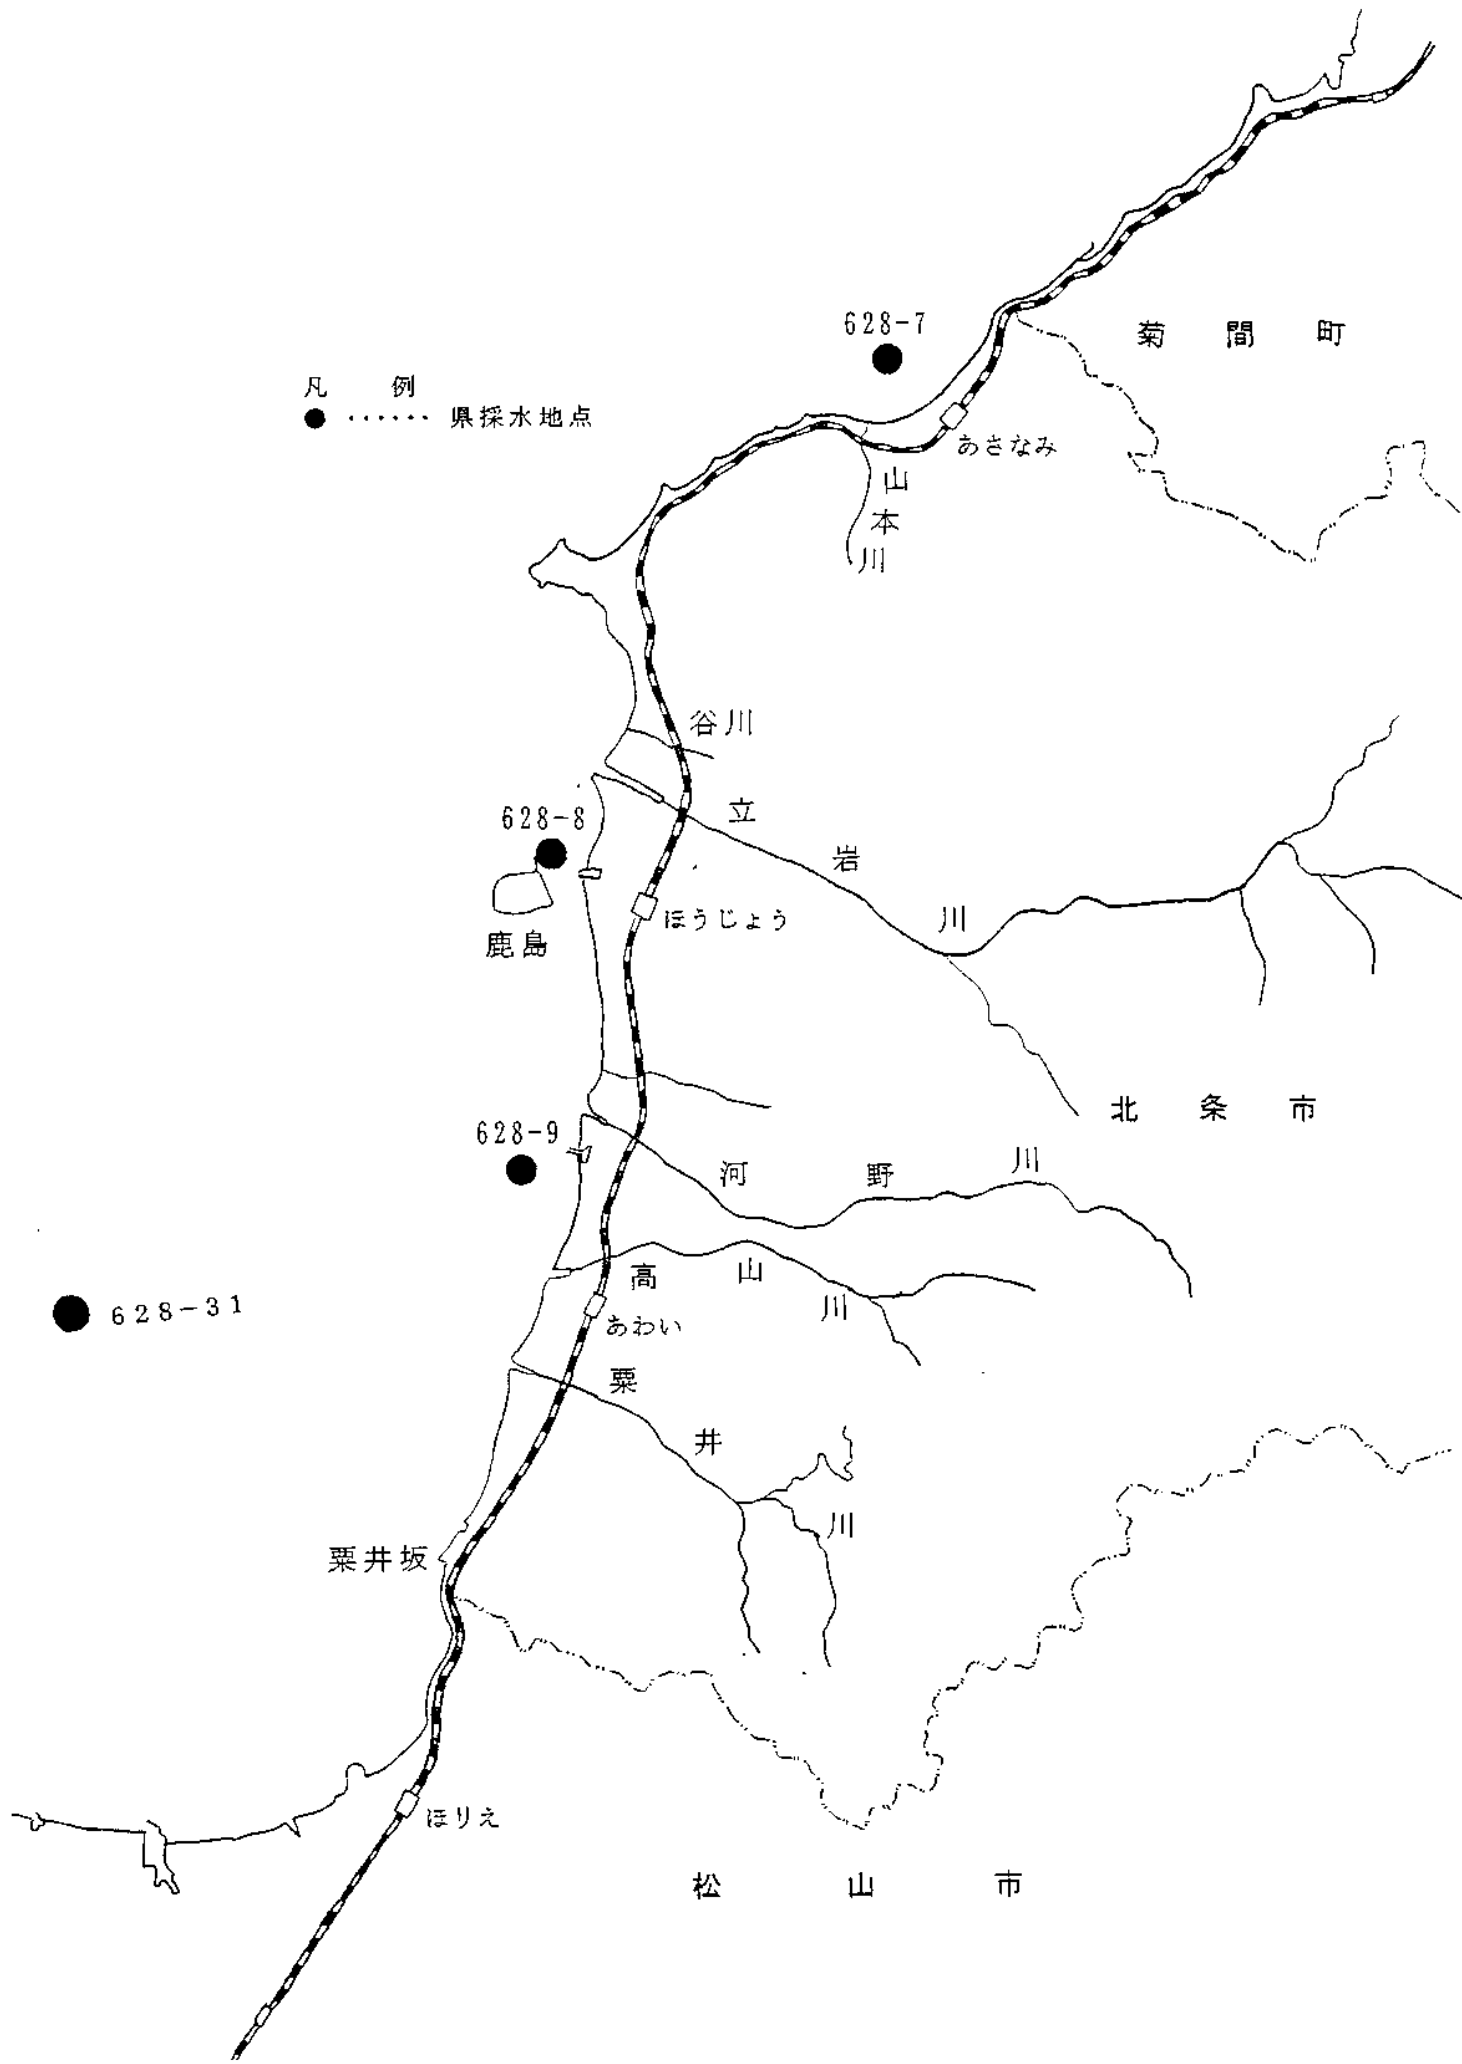 628-7
菊間町
凡例
●‥‥‥県採水地点
あさなみ
山本川
谷川
立岩川
628-8
ほうじょう
鹿島
北条市
628-9
河野川
高山川
628-31
あわい
粟井川
粟井坂
ほりえ
松山市